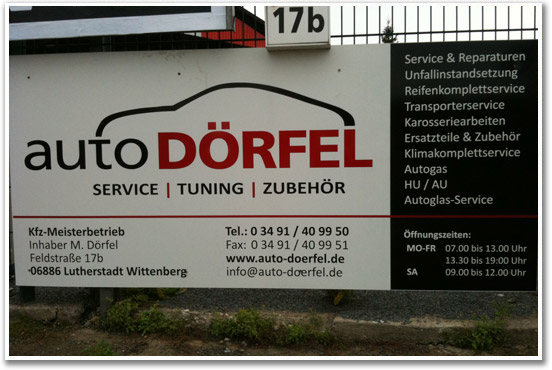 17b
auto DÖRFEL
SERVICE | TUNING | ZUBEHÖR
Kfz-Meisterbetrieb
Inhaber M. Dörfel
Feldstraße 17b
06886 Lutherstadt Wittenberg
Tel.: 0 34 91 / 40 99 50
Fax: 0 34 91 / 40 99 51
www.auto-doerfel.de
info@auto-doerfel.de
Service & Reparaturen
Unfallinstandsetzung
Reifenkomplettservice
Transporterservice
Karosseriearbeiten
Ersatzteile & Zubehör
Klimakomplettservice
Autogas
HU / AU
Autoglas-Service
Öffnungszeiten:
MO-FR 07.00 bis 13.00 Uhr
13.30 bis 19:00 Uhr
SA 09.00 bis 12.00 Uhr